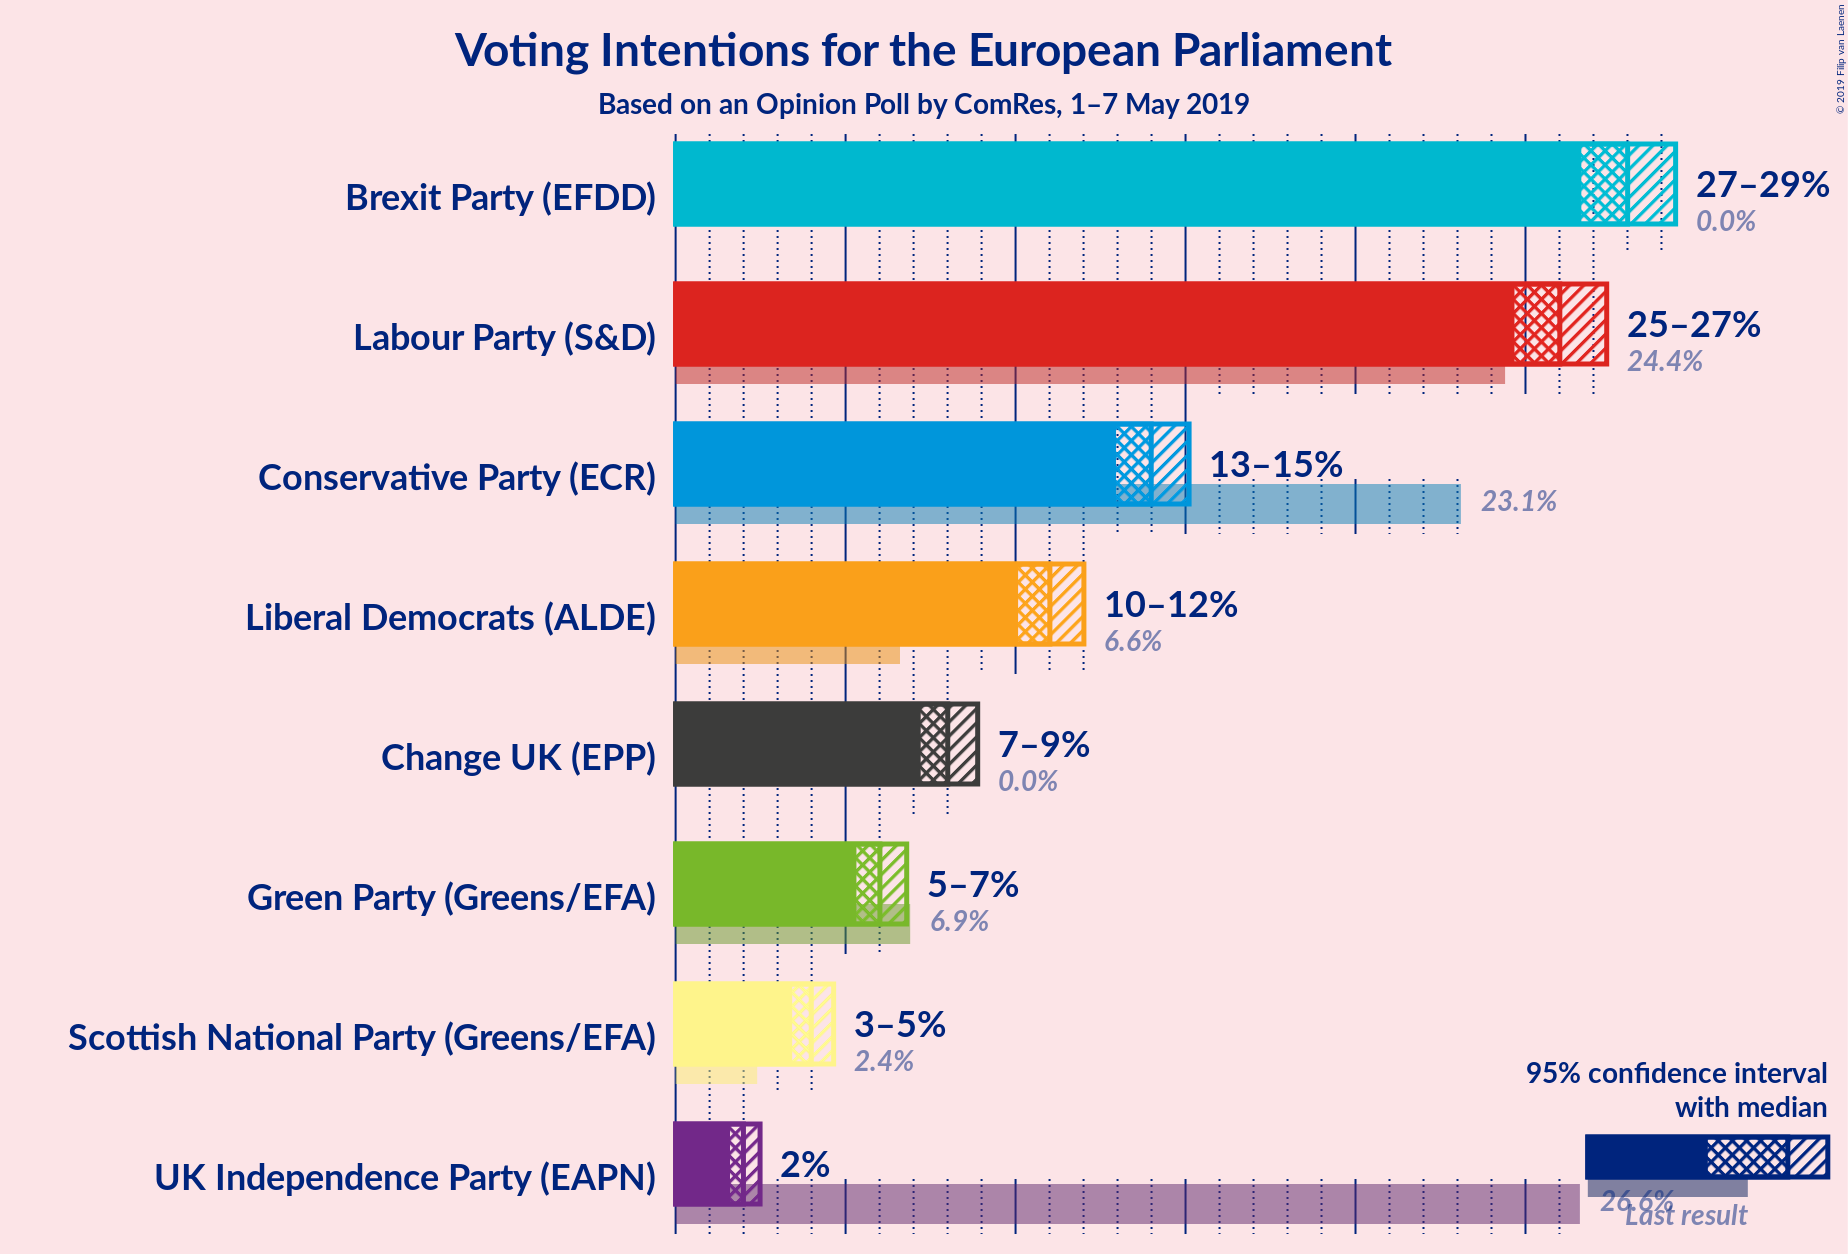 Voting Intentions for the European Parliament
Based on an Opinion Poll by ComRes, 1–7 May 2019
© 2019 Filip van Laenen
Brexit Party (EFDD)
27–29%
0.0%
Labour Party (S&D)
25–27%
24.4%
Conservative Party (ECR)
13–15%
23.1%
Liberal Democrats (ALDE)
10–12%
6.6%
Change UK (EPP)
7–9%
0.0%
Green Party (Greens/EFA)
5–7%
6.9%
Scottish National Party (Greens/EFA)
3–5%
2.4%
UK Independence Party (EAPN)
2%
26.6%
95% confidence interval
with median
Last result